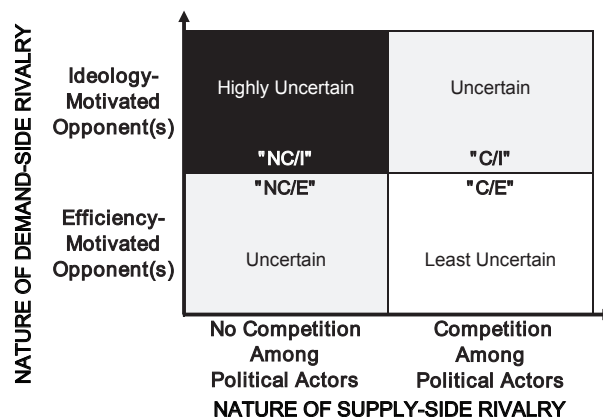 NATURE OF DEMAND-SIDE RIVALRY
Ideology-
Motivated
Opponent(s)
Highly Uncertain
Uncertain
"NC/I"
"C/I"
"NC/E"
"C/E"
Efficiency-
Motivated
Opponent(s)
Uncertain
Least Uncertain
No Competition
Among
Political Actors
Competition
Among
Political Actors
NATURE OF SUPPLY-SIDE RIVALRY